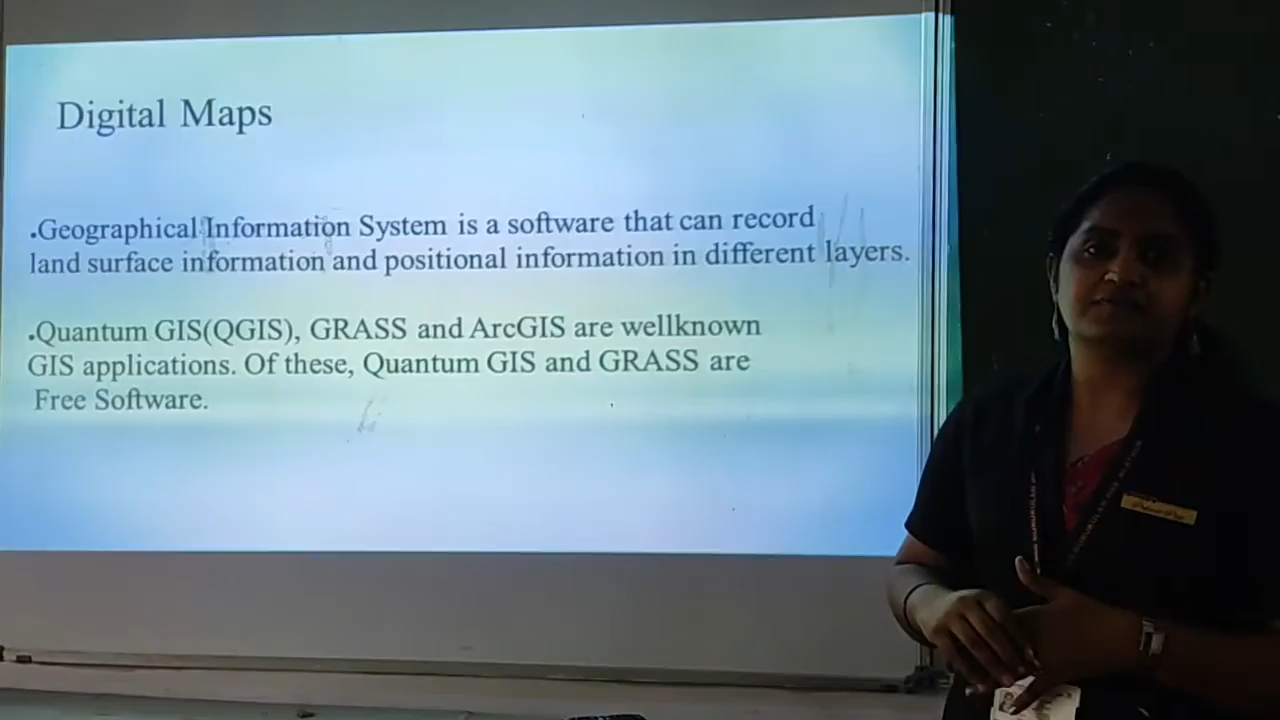 Digital Maps
.Geographical Information System is a software that can record
land surface information and positional information in different layers.
.Quantum GIS(QGIS), GRASS and ArcGIS are wellknown
GIS applications. Of these, Quantum GIS and GRASS are
Free Software.